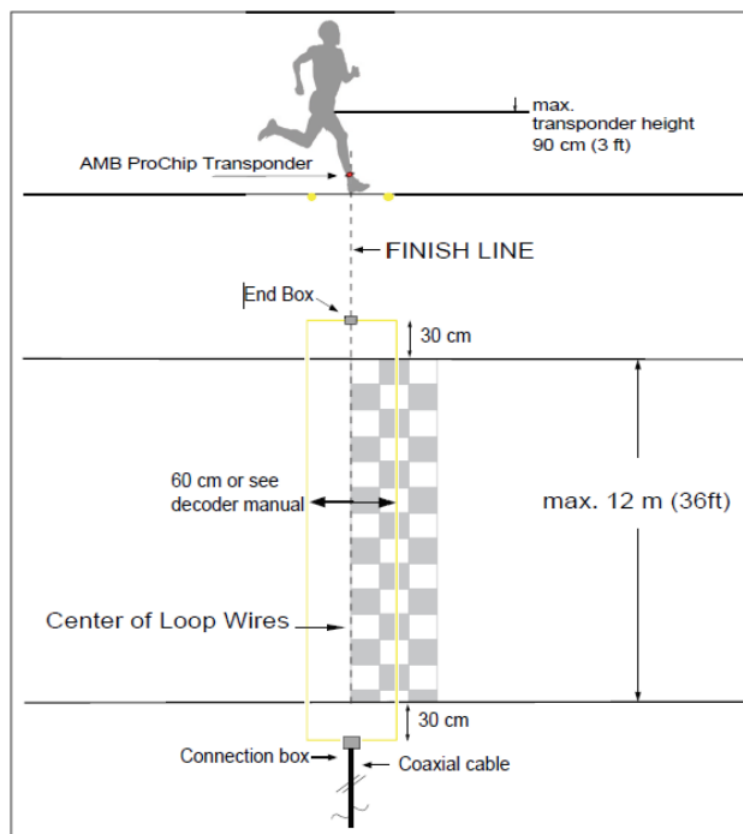 max.
transponder height
90 cm (3 ft)
AMB ProChip Transponder
FINISH LINE
End Box
30 cm
60 cm or see
decoder manual
max. 12 m (36ft)
Center of Loop Wires
30 cm
Connection box
Coaxial cable